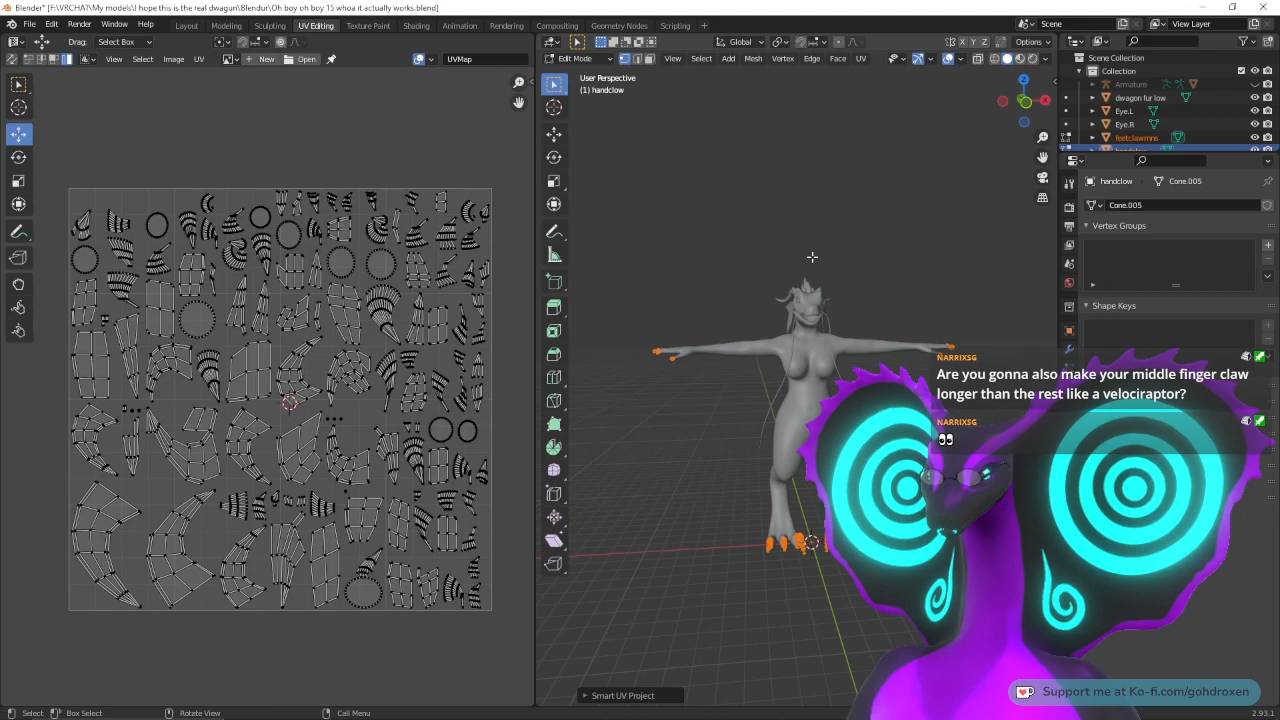 Blender* [F:\VRCHAT\My models\I hope this is the real dwagun\Blendur\Oh boy oh boy 15 whoa it actually works.blend]
File Edit Render Window Help Layout Modeling Sculpting UV Editing Texture Paint Shading Animation Rendering Compositing Geometry Nodes Scripting + Scene View Layer
Drag: Select Box Global X Y Z Options
View Select Image UV New Open UVMap Edit Mode View Select Add Mesh Vertex Edge Face UV
Scene Collection
Collection
Armature
dwagon fur low
Eye.L
Eye.R
feetclawmns
User Perspective
(1) handclow
Z
X
handclow Cone.005
Cone.005
Vertex Groups
Shape Keys
NARRIXSG
Are you gonna also make your middle finger claw
longer than the rest like a velociraptor?
NARRIXSG
Smart UV Project
Support me at Ko-fi.com/gohdroxen
Select Box Select Rotate View Call Menu 2.93.1